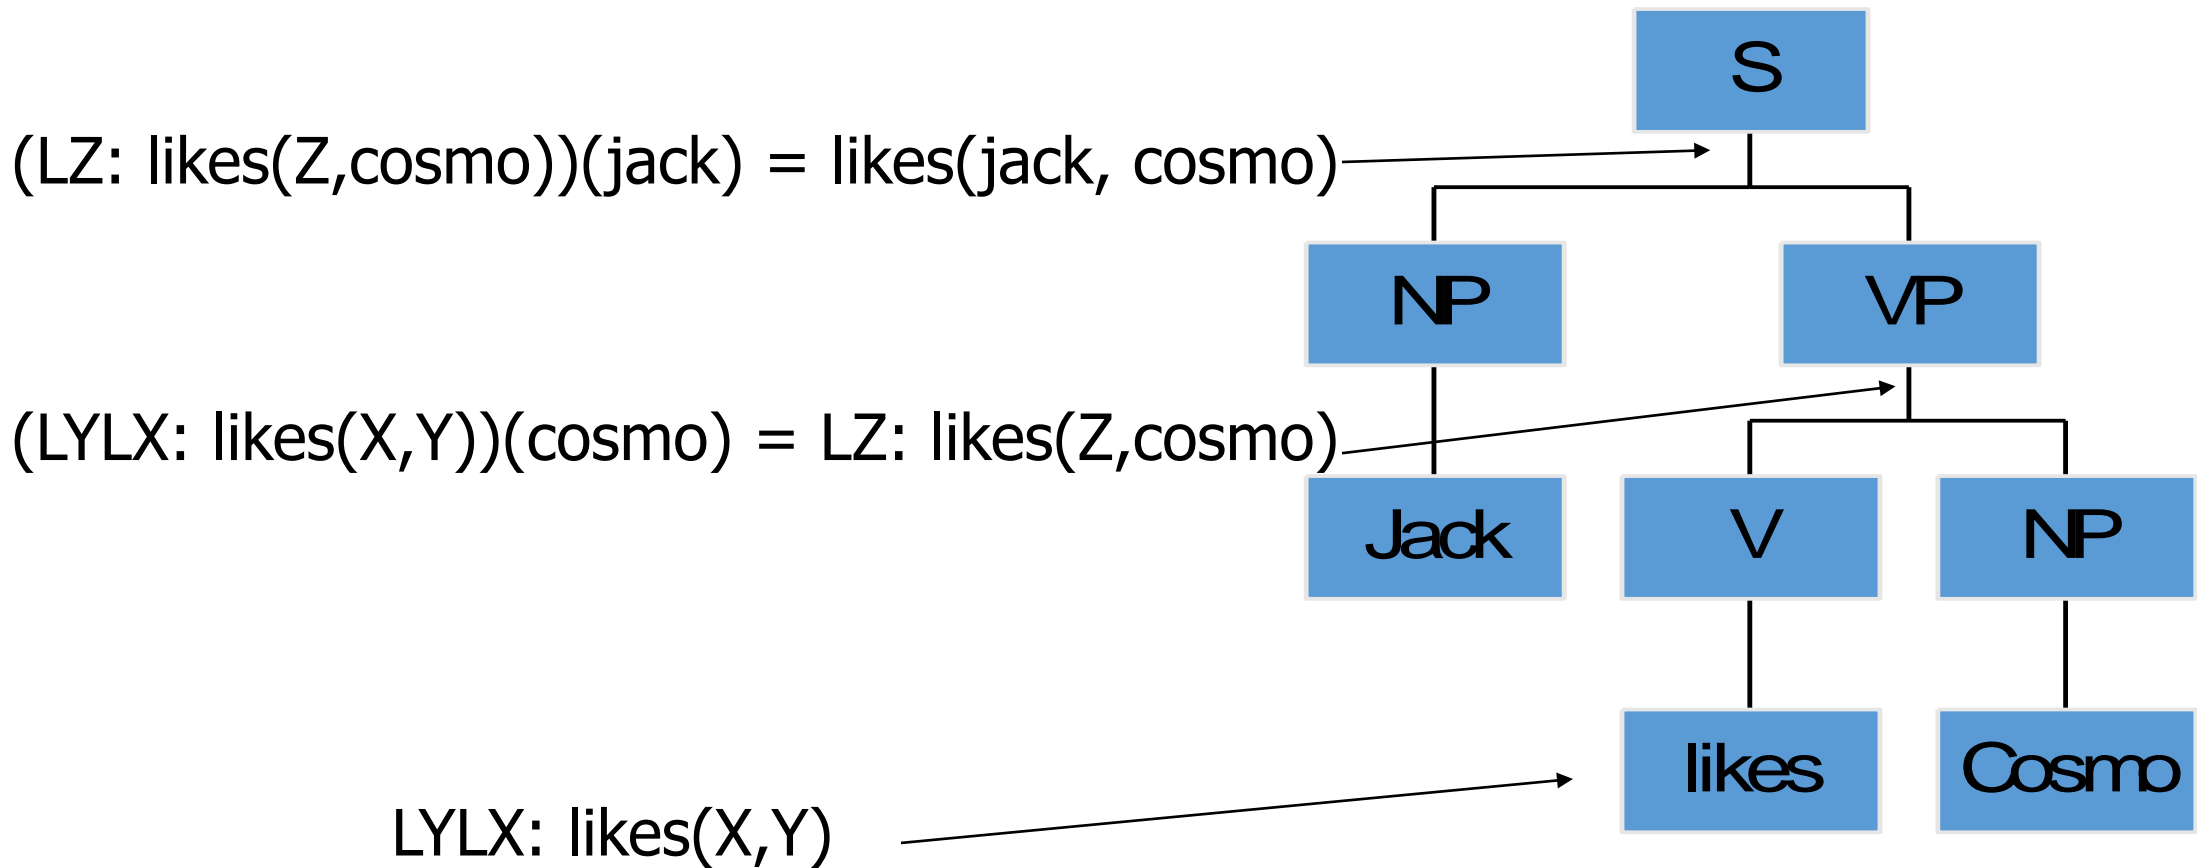 S
(LZ: likes(Z,cosmo))(jack) = likes(jack, cosmo)
NP VP
(LYLX: likes(X,Y))(cosmo) = LZ: likes(Z,cosmo)
Jack V NP
likes Cosmo
LYLX: likes(X,Y)